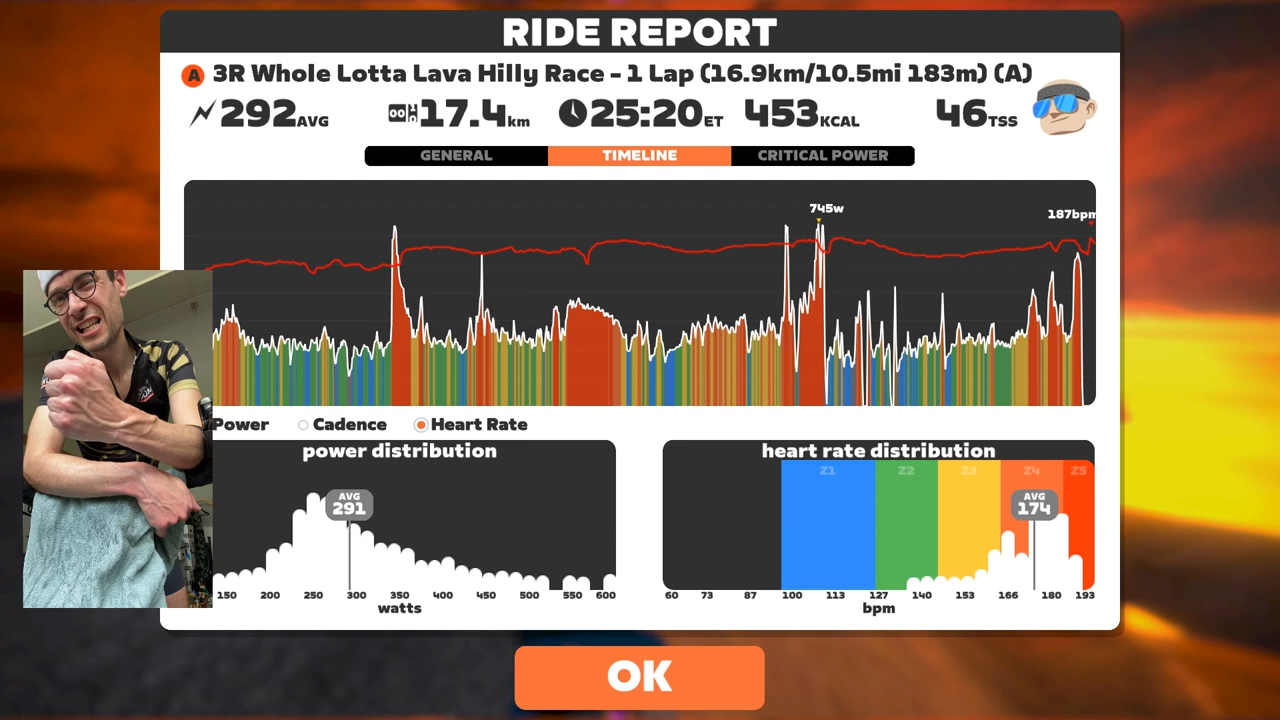 RIDE REPORT
A 3R Whole Lotta Lava Hilly Race - 1 Lap (16.9km/10.5mi 183m) (A)
292AVG 17.4km 25:20ET 453KCAL 46TSS
GENERAL TIMELINE CRITICAL POWER
745w
187bpm
Power Cadence Heart Rate
power distribution
AVG
291
150 200 250 300 350 400 450 500 550 600
watts
heart rate distribution
Z1 Z2 Z3 Z4 Z5
AVG
174
60 73 87 100 113 127 140 153 166 180 193
bpm
OK